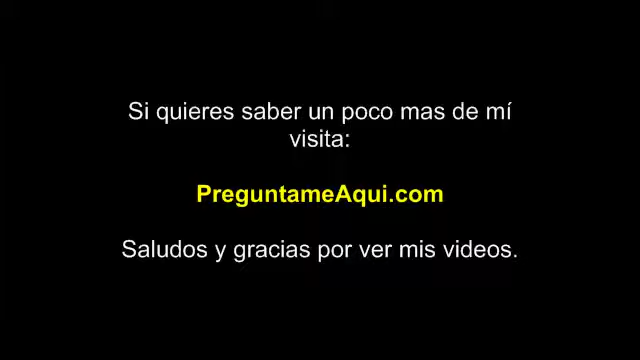 Si quieres saber un poco mas de mí
visita:
PreguntameAqui.com
Saludos y gracias por ver mis videos.